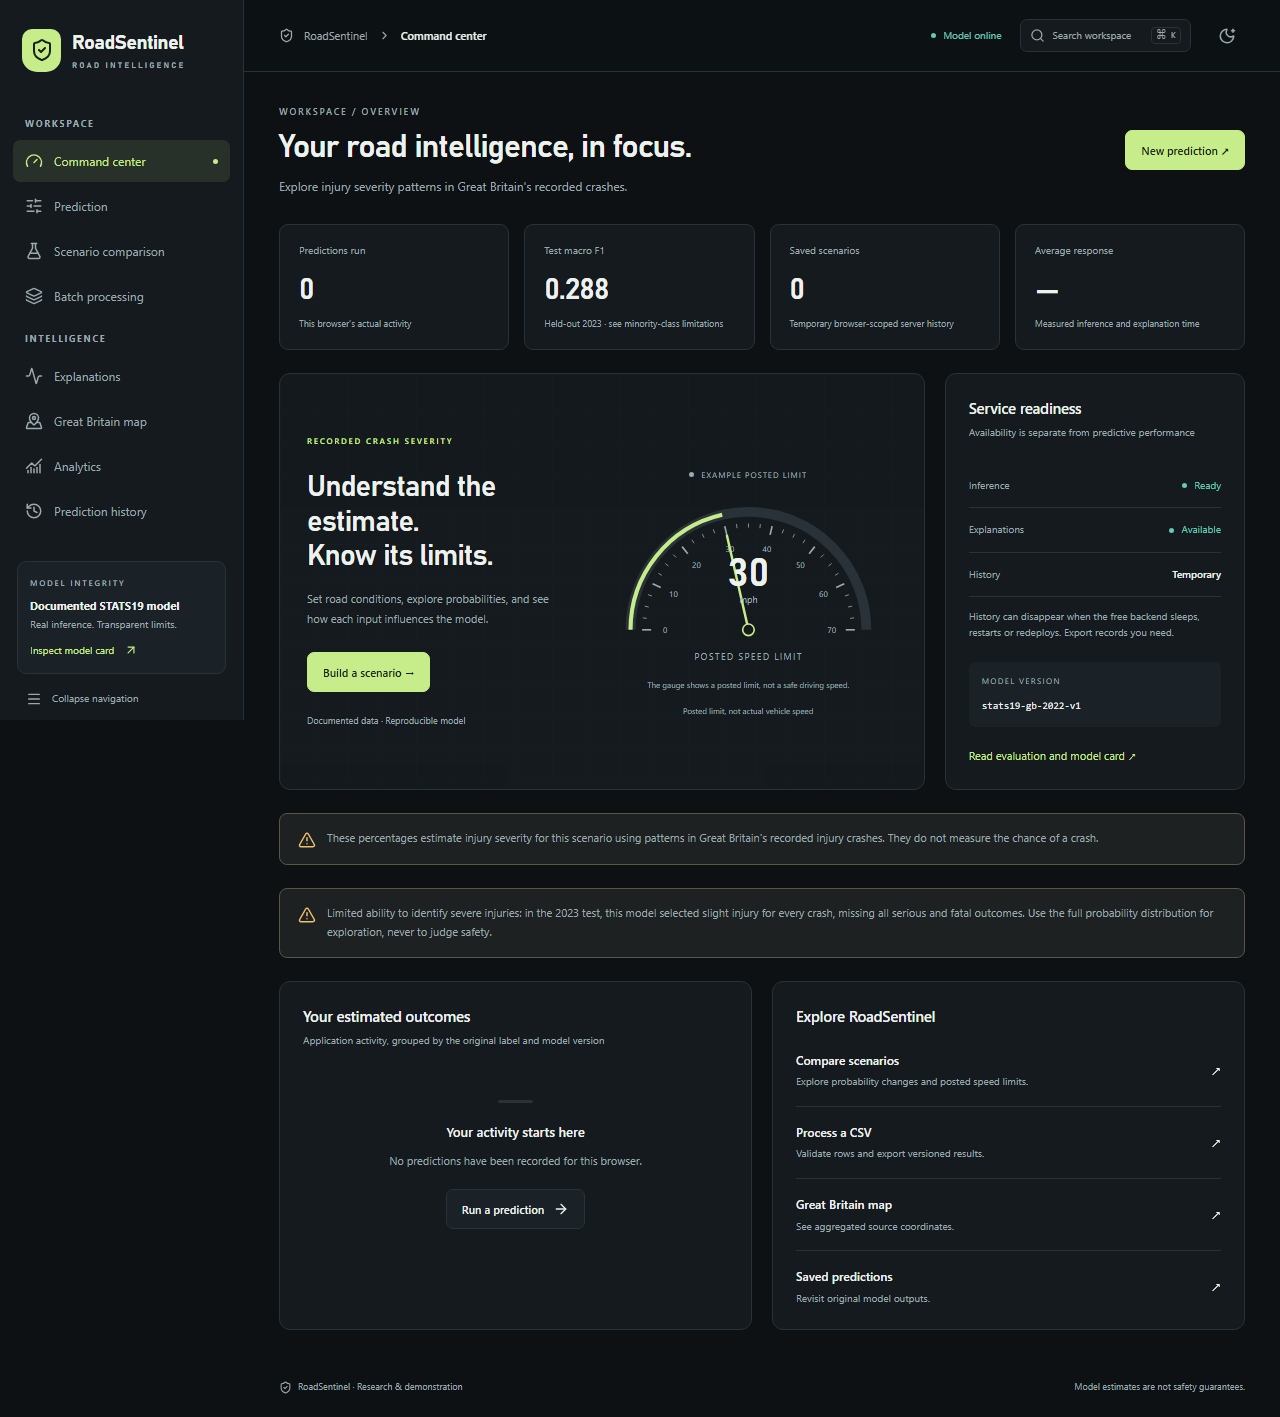 RoadSentinel
ROAD INTELLIGENCE
WORKSPACE
Command center
Prediction
Scenario comparison
Batch processing
INTELLIGENCE
Explanations
Great Britain map
Analytics
Prediction history
MODEL INTEGRITY
Documented STATS19 model
Real inference. Transparent limits.
Inspect model card ↗
Collapse navigation
RoadSentinel > Command center
Model online
Search workspace ⌘ K
WORKSPACE / OVERVIEW
Your road intelligence, in focus.
Explore injury severity patterns in Great Britain's recorded crashes.
New prediction ↗
Predictions run
0
This browser's actual activity
Test macro F1
0.288
Held-out 2023 · see minority-class limitations
Saved scenarios
0
Temporary browser-scoped server history
Average response
—
Measured inference and explanation time
RECORDED CRASH SEVERITY
Understand the
estimate.
Know its limits.
Set road conditions, explore probabilities, and see
how each input influences the model.
Build a scenario →
Documented data · Reproducible model
EXAMPLE POSTED LIMIT
0
10
20
30
40
50
60
70
30
mph
POSTED SPEED LIMIT
The gauge shows a posted limit, not a safe driving speed.
Posted limit, not actual vehicle speed
Service readiness
Availability is separate from predictive performance
Inference Ready
Explanations Available
History Temporary
History can disappear when the free backend sleeps,
restarts or redeploys. Export records you need.
MODEL VERSION
stats19-gb-2022-v1
Read evaluation and model card ↗
These percentages estimate injury severity for this scenario using patterns in Great Britain's recorded injury crashes. They do not measure the chance of a crash.
Limited ability to identify severe injuries: in the 2023 test, this model selected slight injury for every crash, missing all serious and fatal outcomes. Use the full probability distribution for
exploration, never to judge safety.
Your estimated outcomes
Application activity, grouped by the original label and model version
Your activity starts here
No predictions have been recorded for this browser.
Run a prediction →
Explore RoadSentinel
Compare scenarios
Explore probability changes and posted speed limits.
↗
Process a CSV
Validate rows and export versioned results.
↗
Great Britain map
See aggregated source coordinates.
↗
Saved predictions
Revisit original model outputs.
↗
RoadSentinel · Research & demonstration
Model estimates are not safety guarantees.